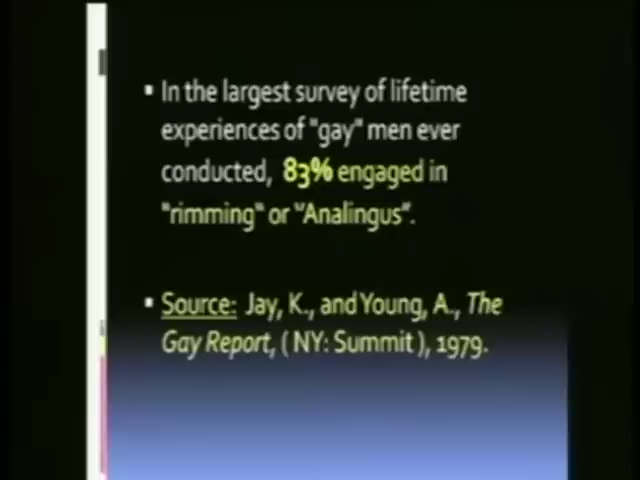 ▪ In the largest survey of lifetime
experiences of "gay" men ever
conducted, 83% engaged in
"rimming" or "Analingus".
▪ Source: Jay, K., and Young, A., The
Gay Report, ( NY: Summit ), 1979.